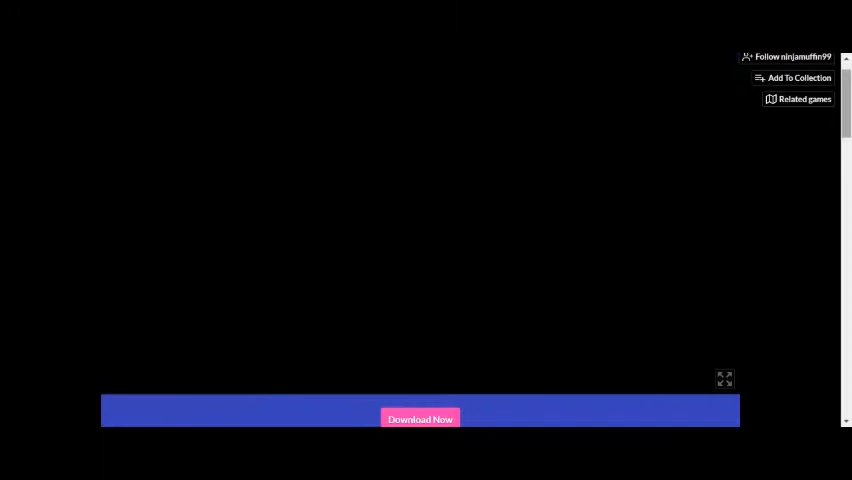 Follow ninjamuffin99
Add To Collection
Related games
Download Now